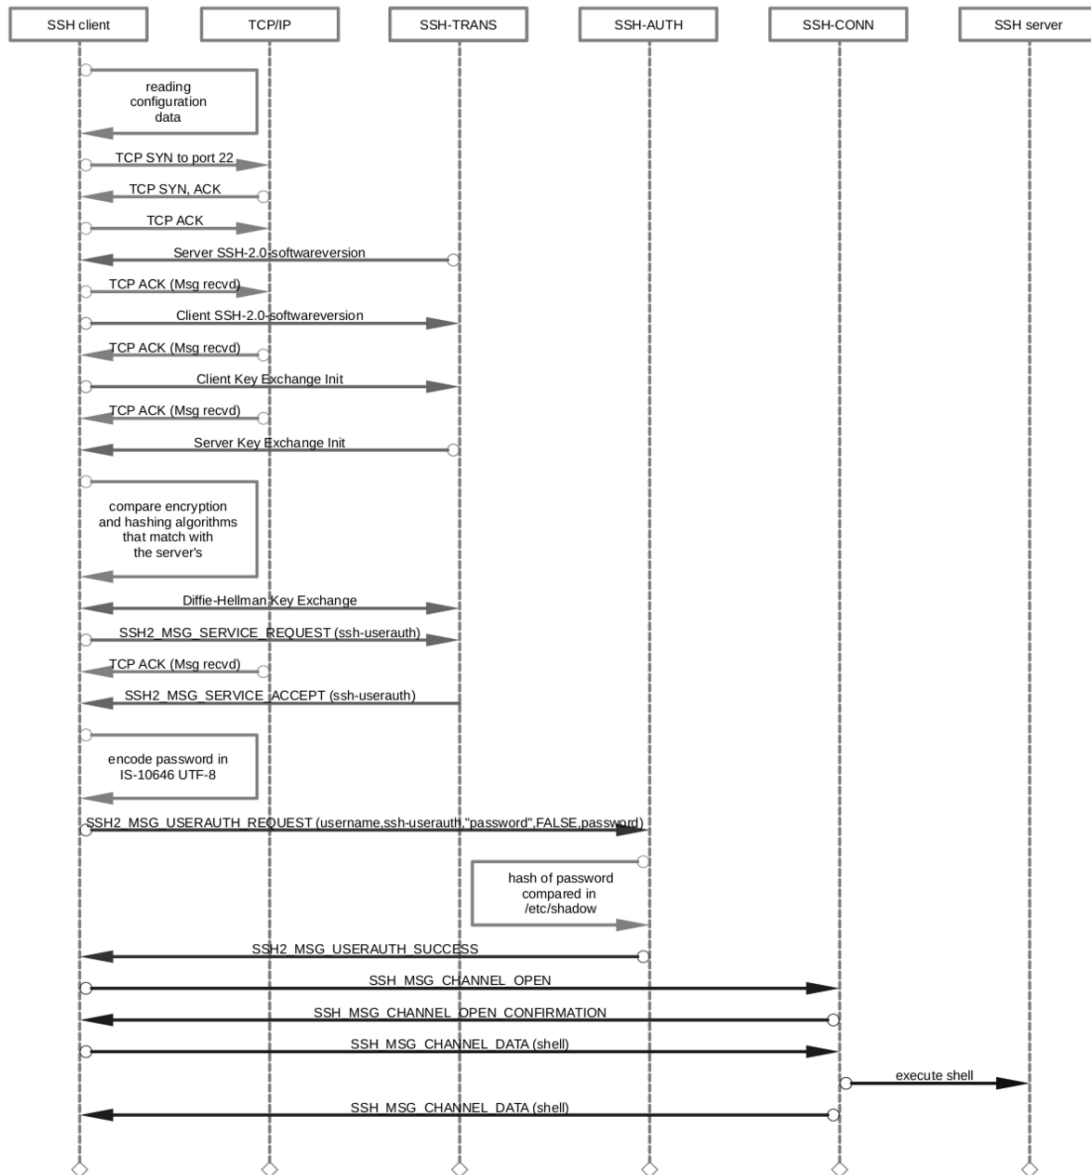 SSH client
TCP/IP
SSH-TRANS
SSH-AUTH
SSH-CONN
SSH server
reading
configuration
data
TCP SYN to port 22
TCP SYN, ACK
TCP ACK
Server SSH-2.0-softwareversion
TCP ACK (Msg recvd)
Client SSH-2.0-softwareversion
TCP ACK (Msg recvd)
Client Key Exchange Init
TCP ACK (Msg recvd)
Server Key Exchange Init
compare encryption
and hashing algorithms
that match with
the server's
Diffie-Hellman Key Exchange
SSH2_MSG_SERVICE_REQUEST (ssh-userauth)
TCP ACK (Msg recvd)
SSH2_MSG_SERVICE_ACCEPT (ssh-userauth)
encode password in
IS-10646 UTF-8
SSH2_MSG_USERAUTH_REQUEST (username,ssh-userauth,"password",FALSE,password)
hash of password
compared in
/etc/shadow
SSH2_MSG_USERAUTH_SUCCESS
SSH_MSG_CHANNEL_OPEN
SSH_MSG_CHANNEL_OPEN_CONFIRMATION
SSH_MSG_CHANNEL_DATA (shell)
execute shell
SSH_MSG_CHANNEL_DATA (shell)